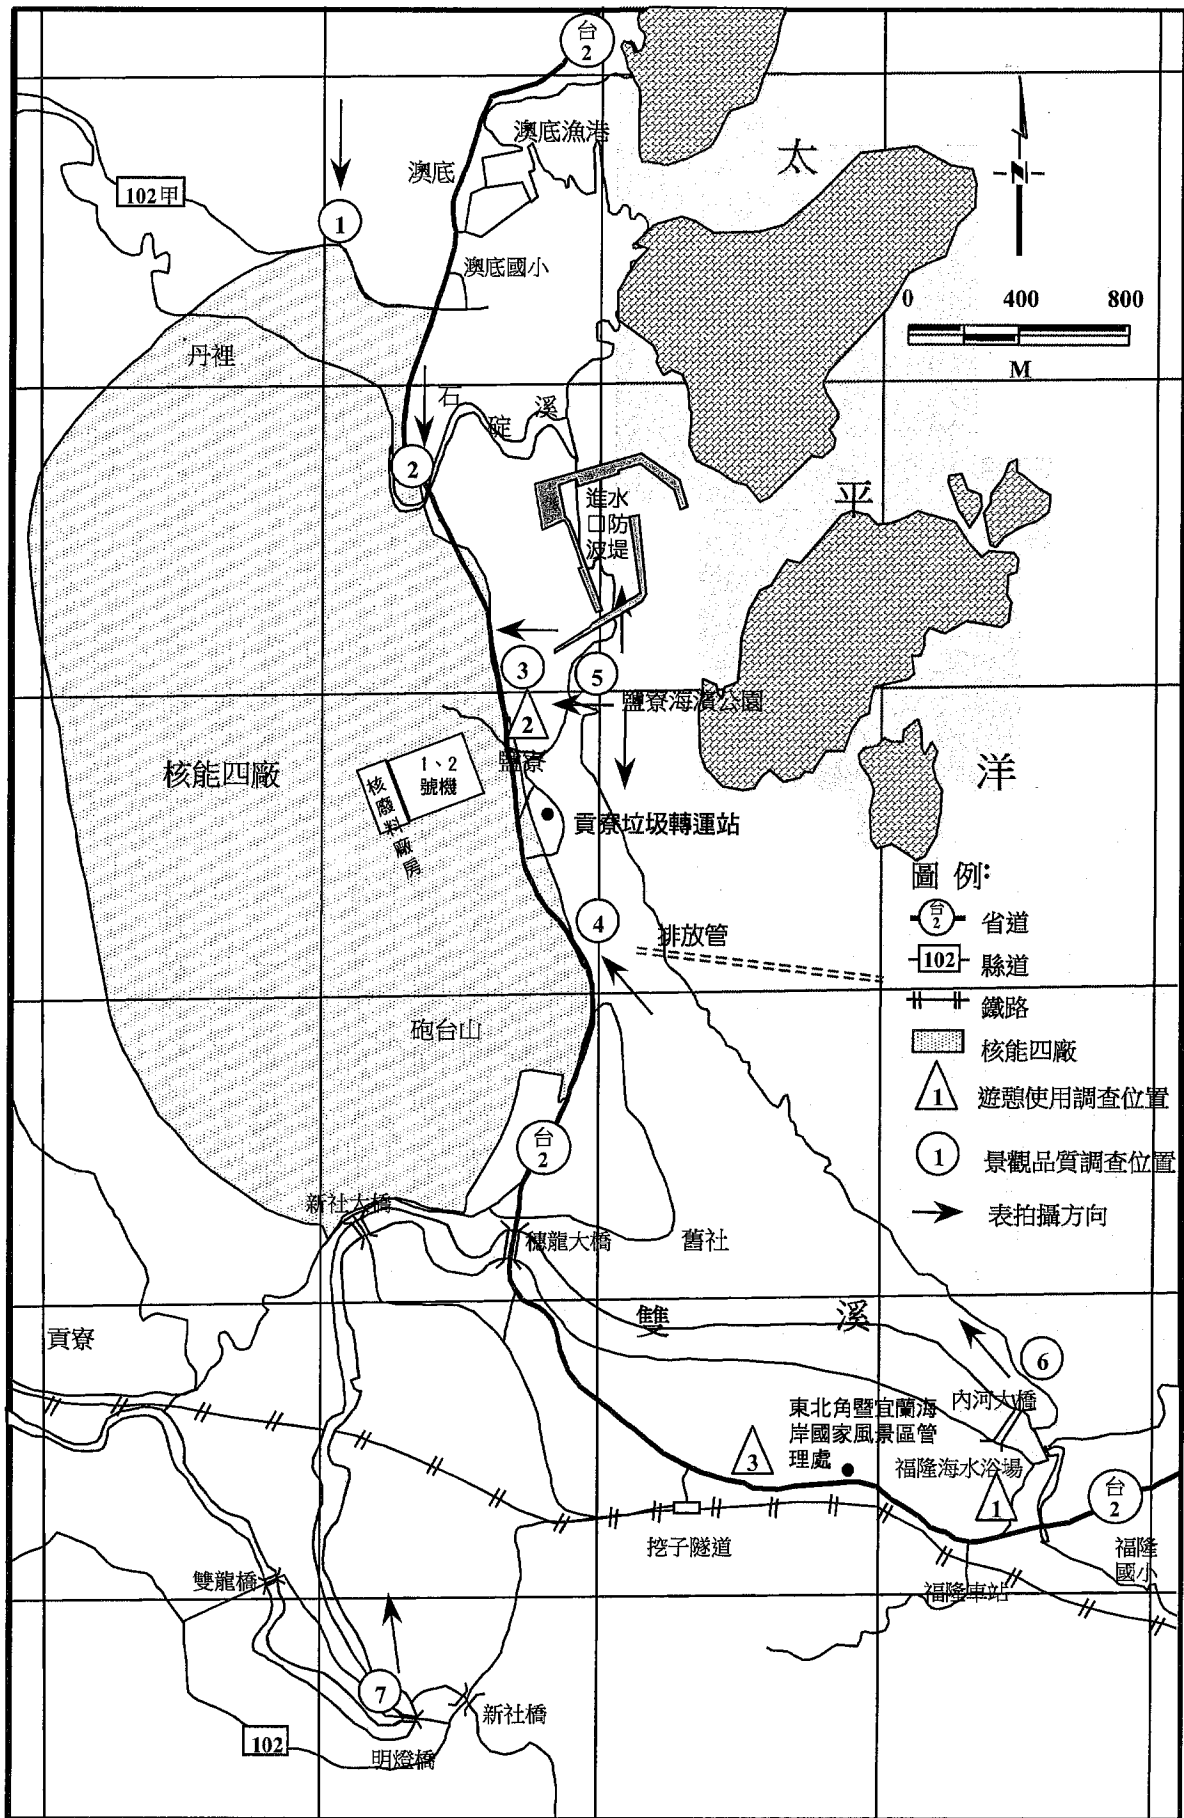 台
2
澳底漁港
澳底
太
102甲
1
澳底國小
0 400 800
M
丹裡
石
碇
溪
2
進水
口防
波堤
平
3
5
鹽寮海濱公園
2
鹽寮
核能四廠
1、2
號機
核廢料廠房
洋
貢寮垃圾轉運站
4
排放管
砲台山
圖例:
台
2
省道
102
縣道
鐵路
核能四廠
1
遊憩使用調查位置
1
景觀品質調查位置
表拍攝方向
台
2
新社大橋
穗龍大橋
舊社
雙
溪
貢寮
6
內河大橋
東北角暨宜蘭海
岸國家風景區管
理處
3
福隆海水浴場
1
台
2
挖子隧道
福隆
國小
雙龍橋
福隆車站
7
新社橋
102
明燈橋